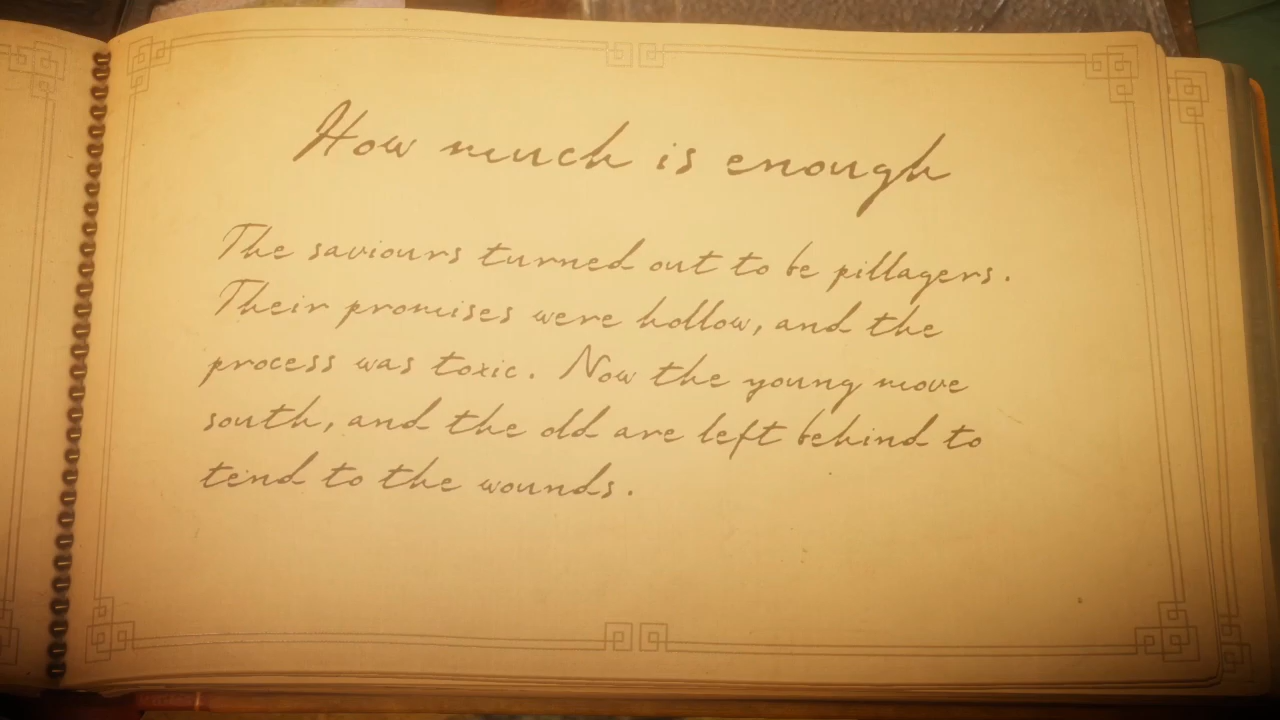 How much is enough
The saviours turned out to be pillagers.
Their promises were hollow, and the
process was toxic. Now the young move
south, and the old are left behind to
tend to the wounds.